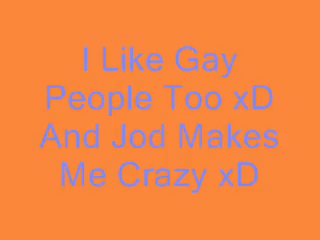 I Like Gay
People Too xD
And Jod Makes
Me Crazy xD